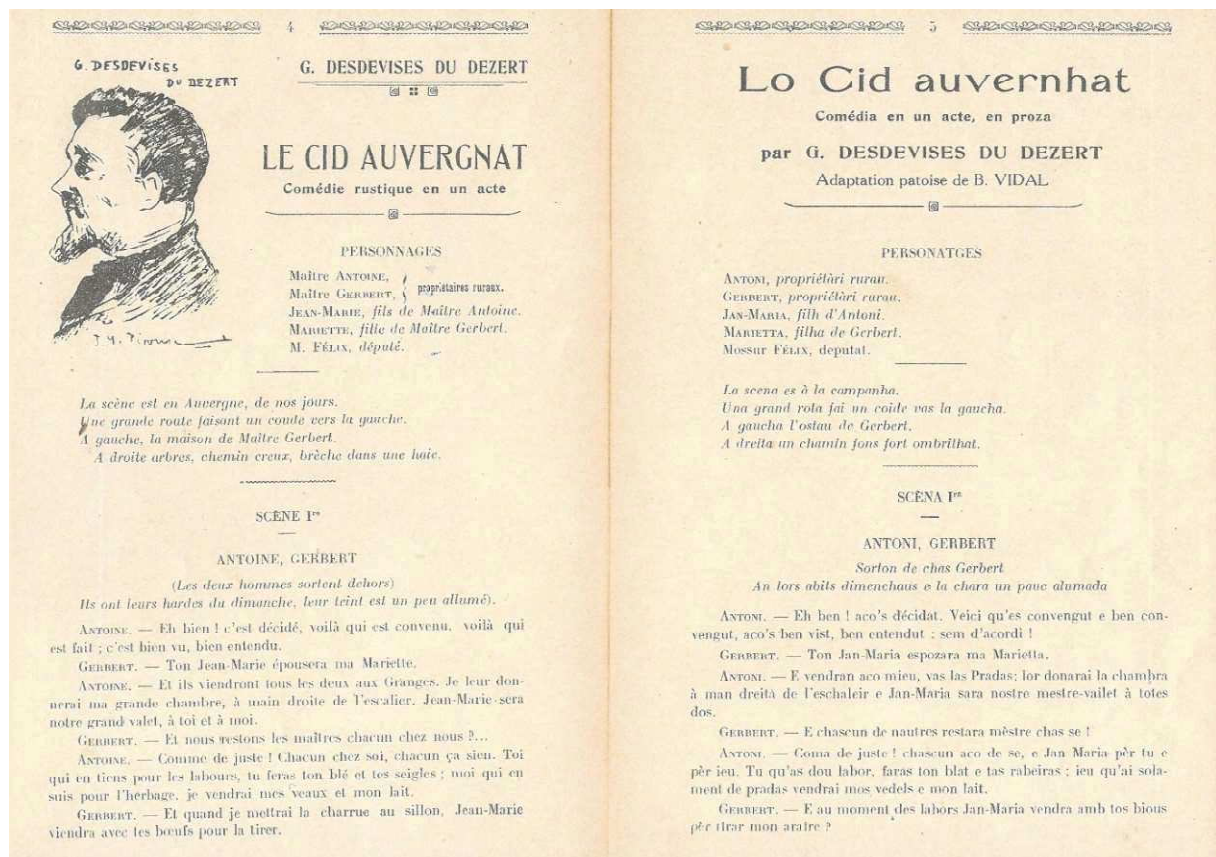 4
G. DESDEVISES
DU DEZERT
G. DESDEVISES DU DEZERT
LE CID AUVERGNAT
Comédie rustique en un acte
PERSONNAGES
Maître ANTOINE,
Maître GERBERT,
propriétaires ruraux.
JEAN-MARIE, fils de Maître Antoine.
MARIETTE, fille de Maître Gerbert.
M. FÉLIX, député.
La scène est en Auvergne, de nos jours.
Une grande route faisant un coude vers la gauche.
A gauche, la maison de Maître Gerbert.
A droite arbres, chemin creux, brèche dans une haie.
SCÈNE Ire
ANTOINE, GERBERT
(Les deux hommes sortent dehors)
Ils ont leurs hardes du dimanche, leur teint est un peu allumé).
ANTOINE. — Eh bien ! c'est décidé, voilà qui est convenu, voilà qui
est fait ; c'est bien vu, bien entendu.
GERBERT. — Ton Jean-Marie épousera ma Mariette.
ANTOINE. — Et ils viendront tous les deux aux Granges. Je leur don-
nerai ma grande chambre, à main droite de l'escalier. Jean-Marie sera
notre grand valet, à toi et à moi.
GERBERT. — Et nous restons les maîtres chacun chez nous ?...
ANTOINE. — Comme de juste ! Chacun chez soi, chacun ça sien. Toi
qui en tiens pour les labours, tu feras ton blé et tes seigles ; moi qui en
suis pour l'herbage, je vendrai mes veaux et mon lait.
GERBERT. — Et quand je mettrai la charrue au sillon, Jean-Marie
viendra avec tes bœufs pour la tirer.
5
Lo Cid auvernhat
Comédia en un acte, en proza
par G. DESDEVISES DU DEZERT
Adaptation patoise de B. VIDAL
PERSONATGES
ANTONI, propriétàri rurau.
GERBERT, propriétàri rurau.
JAN-MARIA, filh d'Antoni.
MARIETTA, filha de Gerbert.
Mossur FÉLIX, deputat.
La scena es à la campanha.
Una grand rota fai un coide vas la gaucha.
A gaucha l'ostau de Gerbert.
A dreita un chamin fons fort ombrilhat.
SCÈNA Ira
ANTONI, GERBERT
Sorton de chas Gerbert
An lors abits dimenchaus e la chara un pauc alumada
ANTONI. — Eh ben ! aco's décidat. Veici qu'es convengut e ben con-
vengut, aco's ben vist, ben entendut ; sem d'acordi !
GERBERT. — Ton Jan-Maria espozara ma Marietta.
ANTONI. — E vendran aco mieu, vas las Pradas; lor donarai la chambra
à man dreità de l'eschaleir e Jan-Maria sara nostre mestre-vailet à totes
dos.
GERBERT. — E chascun de nautres restara mèstre chas se !
ANTONI. — Coma de juste ! chascun aco de se, e Jan Maria pèr tu e
pèr ieu. Tu qu'as dou labor, faras ton blat e tas rabeiras ; ieu qu'ai sola-
ment de pradas vendrai mos vedels e mon lait.
GERBERT. — E au moment des labors Jan-Maria vendra amb tos bious
pèr tirar mon araire ?